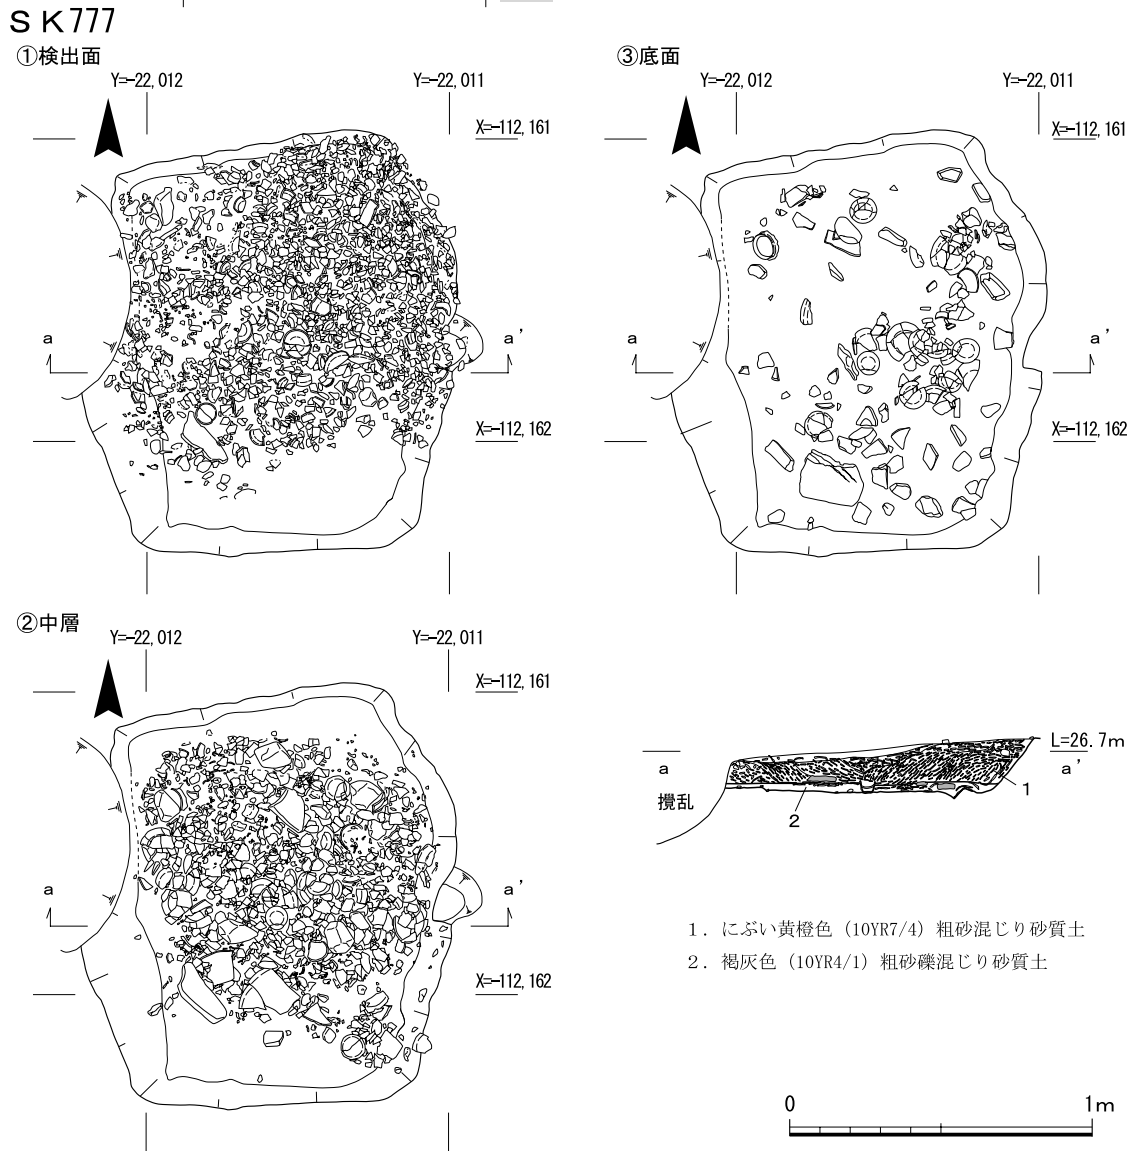 ＳＫ777
①検出面
Y=-22,012
Y=-22,011
X=-112,161
a
a'
X=-112,162
③底面
Y=-22,012
Y=-22,011
X=-112,161
a
a'
X=-112,162
②中層
Y=-22,012
Y=-22,011
X=-112,161
a
a'
X=-112,162
L=26.7m
a
a'
攪乱
1
2
1．にぶい黄橙色（10YR7/4）粗砂混じり砂質土
2．褐灰色（10YR4/1）粗砂礫混じり砂質土
0
1m